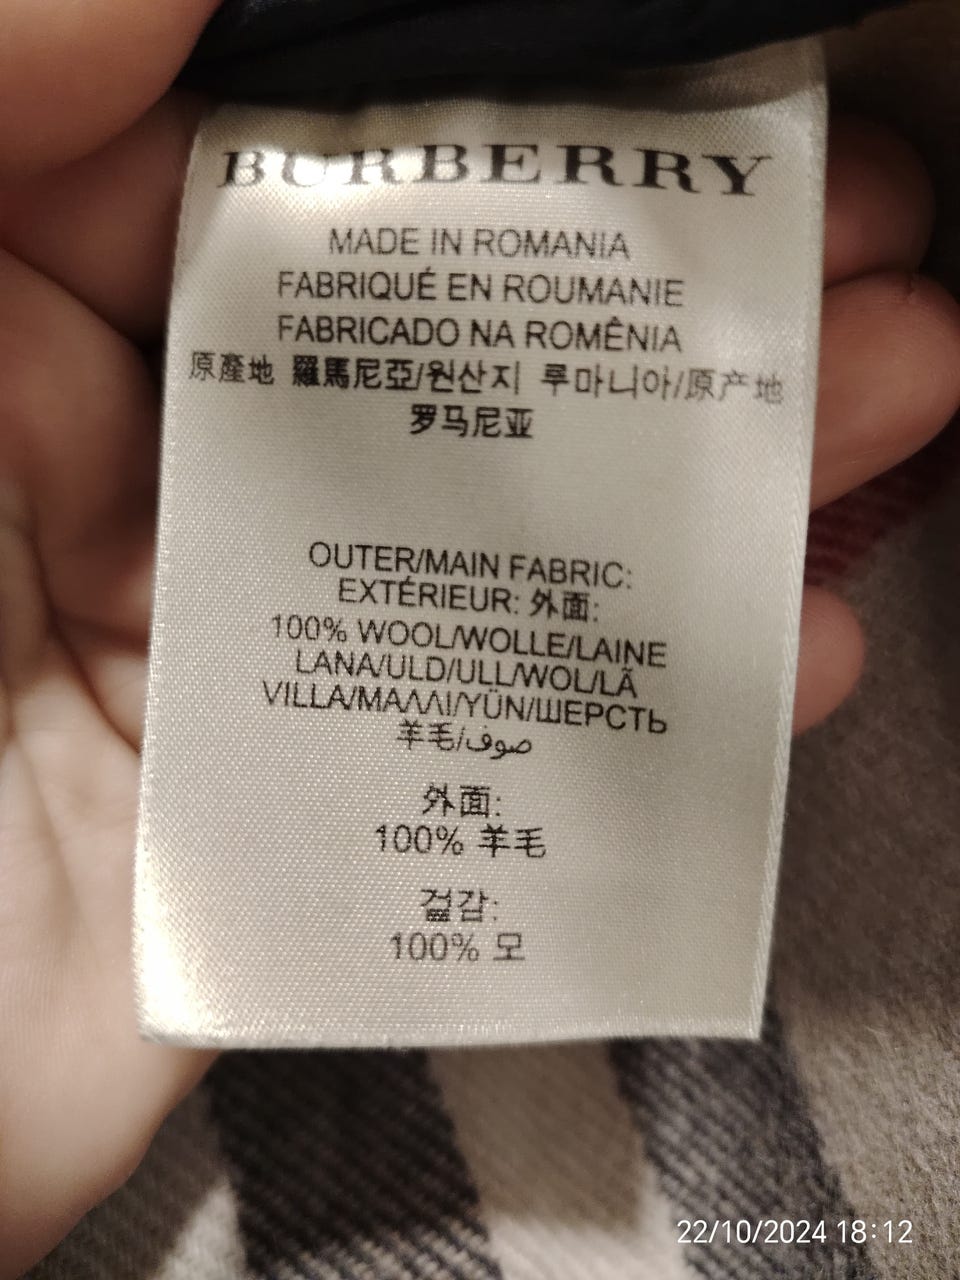 BURBERRY
MADE IN ROMANIA
FABRIQUÉ EN ROUMANIE
FABRICADO NA ROMÊNIA
原產地 羅馬尼亞/원산지 루마니아/原产地
罗马尼亚
OUTER/MAIN FABRIC:
EXTÉRIEUR: 外面:
100% WOOL/WOLLE/LAINE
LANA/ULD/ULL/WOL/LÃ
VILLA/ΜΑΛΛΙ/YÜN/ШЕРСТЬ
羊毛/صوف
外面:
100% 羊毛
겉감:
100% 모
22/10/2024 18:12